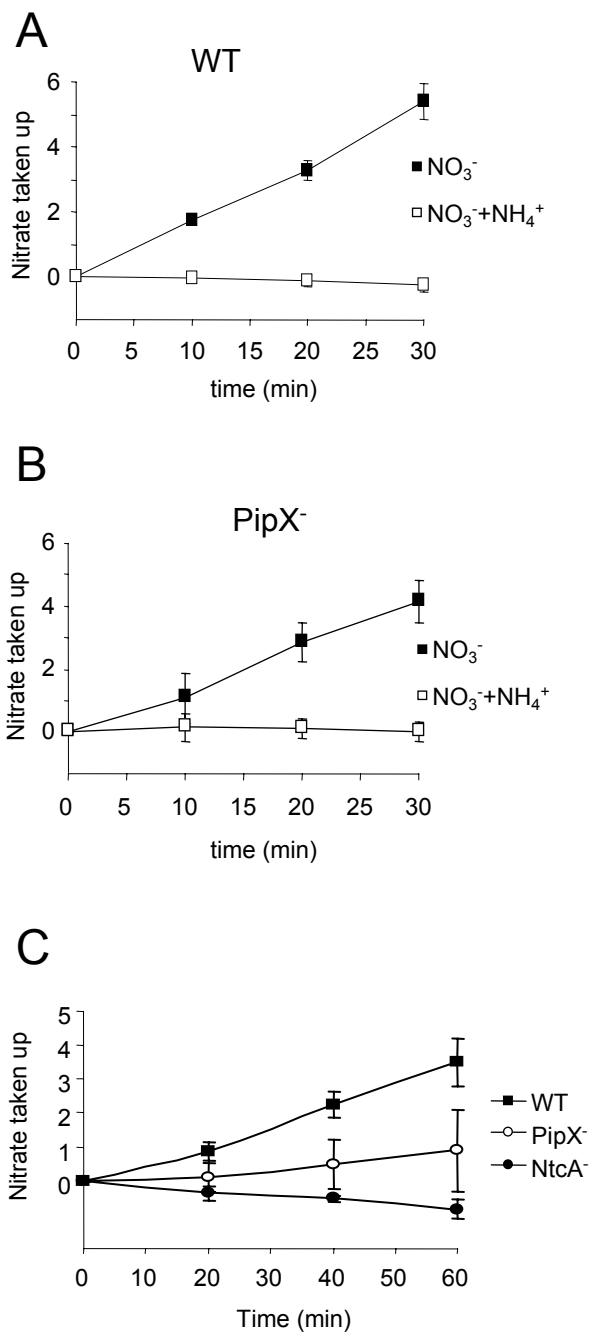 A
WT
Nitrate taken up
6
4
2
0
NO₃⁻
NO₃⁻+NH₄⁺
0 5 10 15 20 25 30
time (min)
B
PipX⁻
Nitrate taken up
6
4
2
0
NO₃⁻
NO₃⁻+NH₄⁺
0 5 10 15 20 25 30
time (min)
C
Nitrate taken up
5
4
3
2
1
0
WT
PipX⁻
NtcA⁻
0 10 20 30 40 50 60
Time (min)